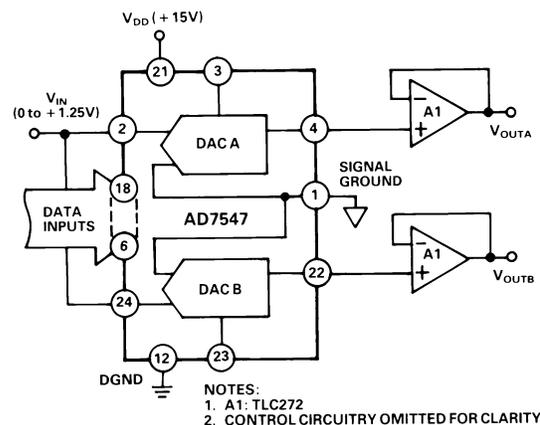 VDD (+ 15V)
21
3
VIN
(0 to + 1.25V)
2
DAC A
4
−
A1
+
VOUTA
SIGNAL
GROUND
18
1
DATA
INPUTS
AD7547
6
−
A1
+
VOUTB
22
24
DAC B
12
23
DGND
NOTES:
1. A1: TLC272
2. CONTROL CIRCUITRY OMITTED FOR CLARITY